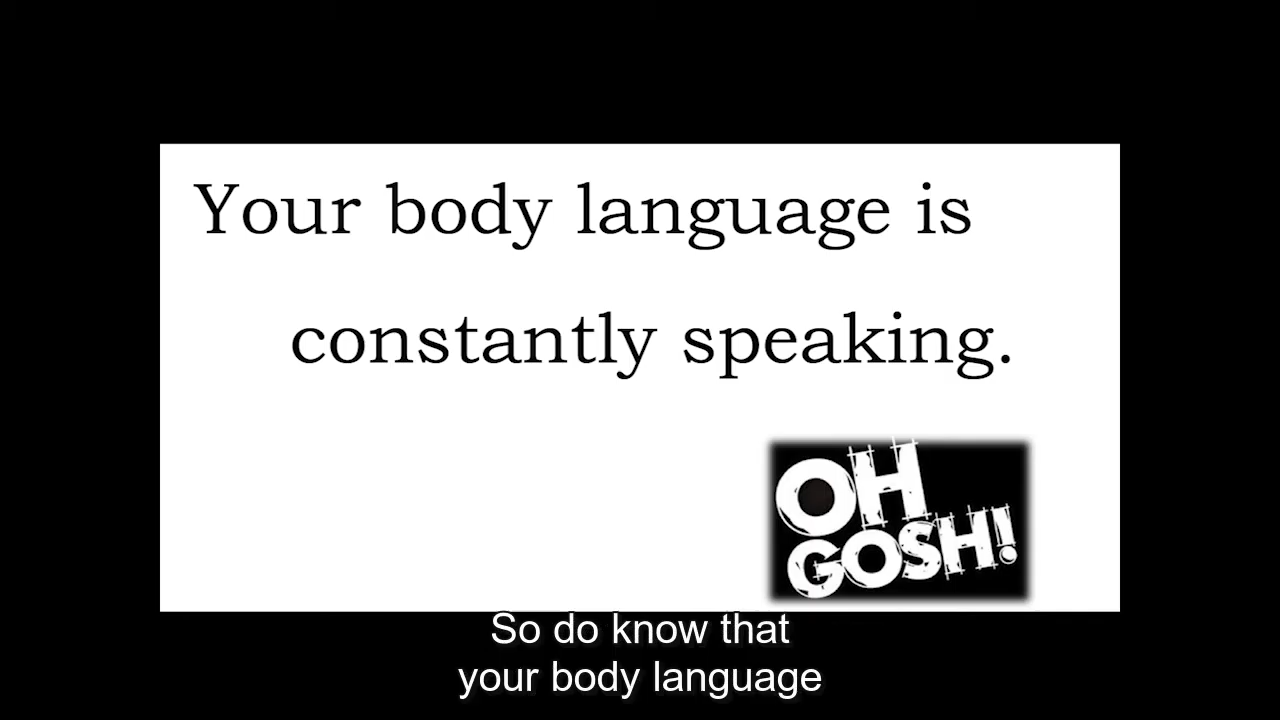 Your body language is
constantly speaking.
OH
GOSH!
So do know that
your body language